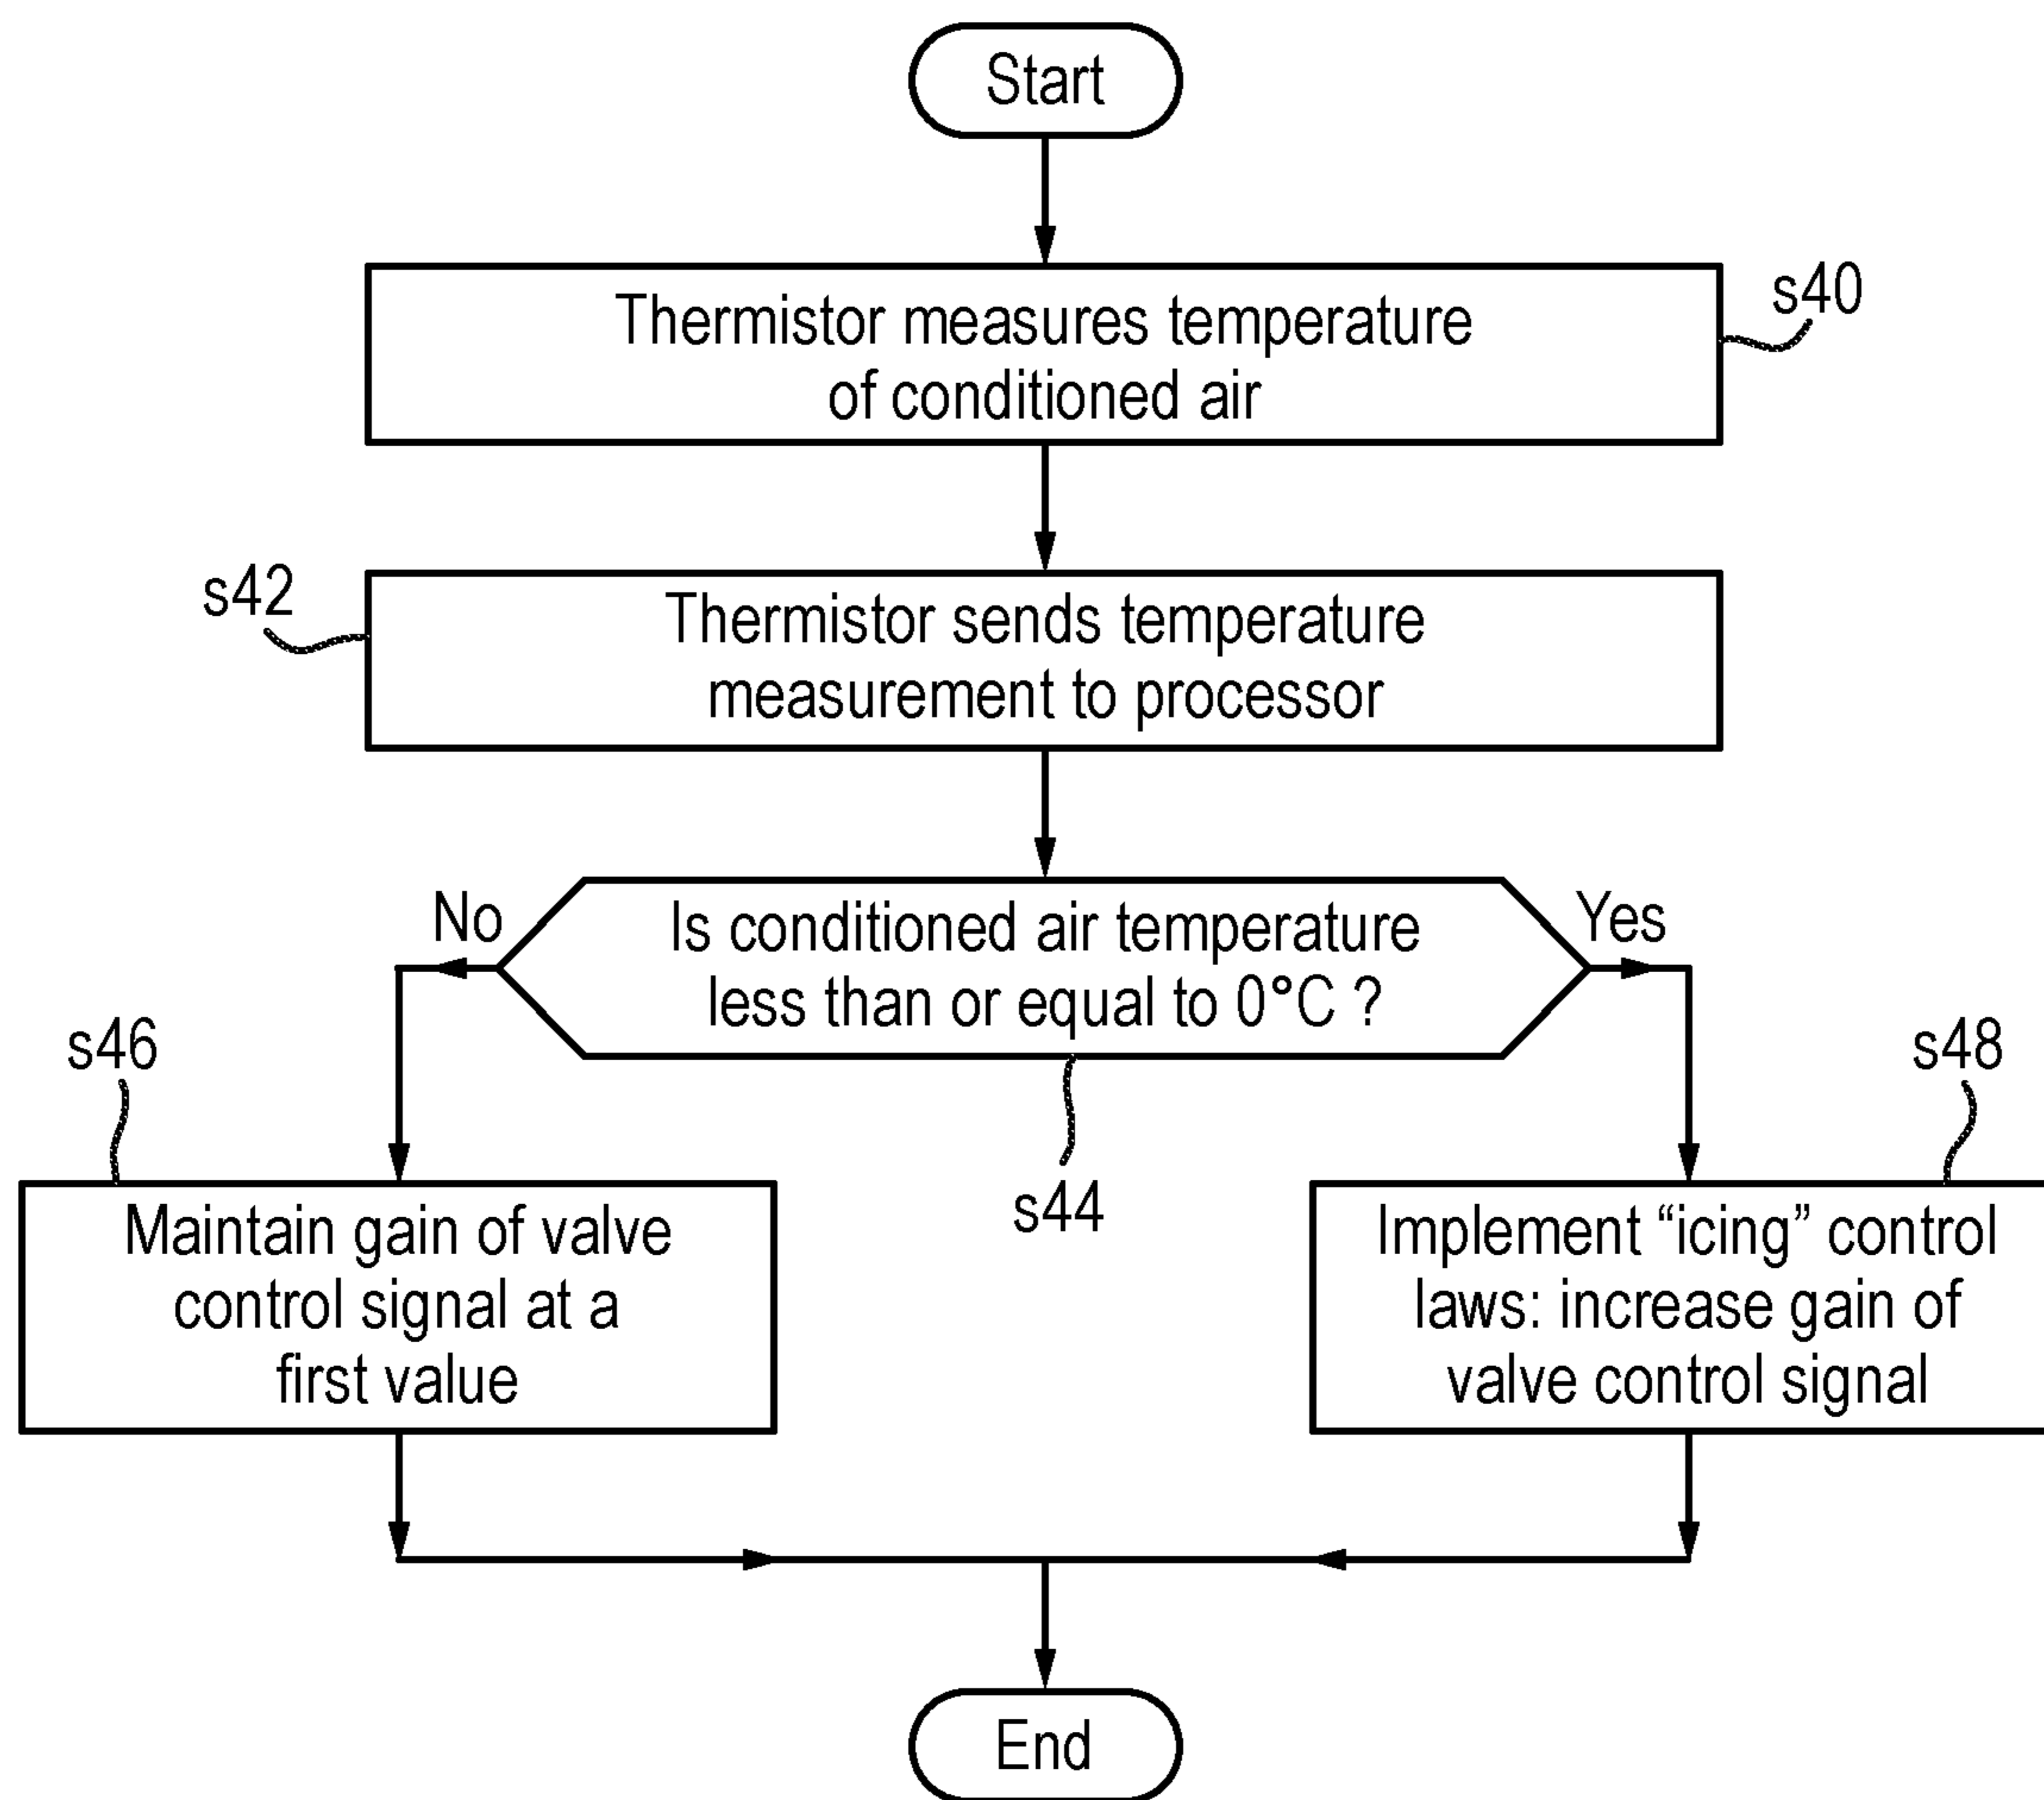 Start
Thermistor measures temperature
of conditioned air
s40
s42
Thermistor sends temperature
measurement to processor
No
Is conditioned air temperature
less than or equal to 0°C ?
Yes
s46
s44
s48
Maintain gain of valve
control signal at a
first value
Implement “icing” control
laws: increase gain of
valve control signal
End